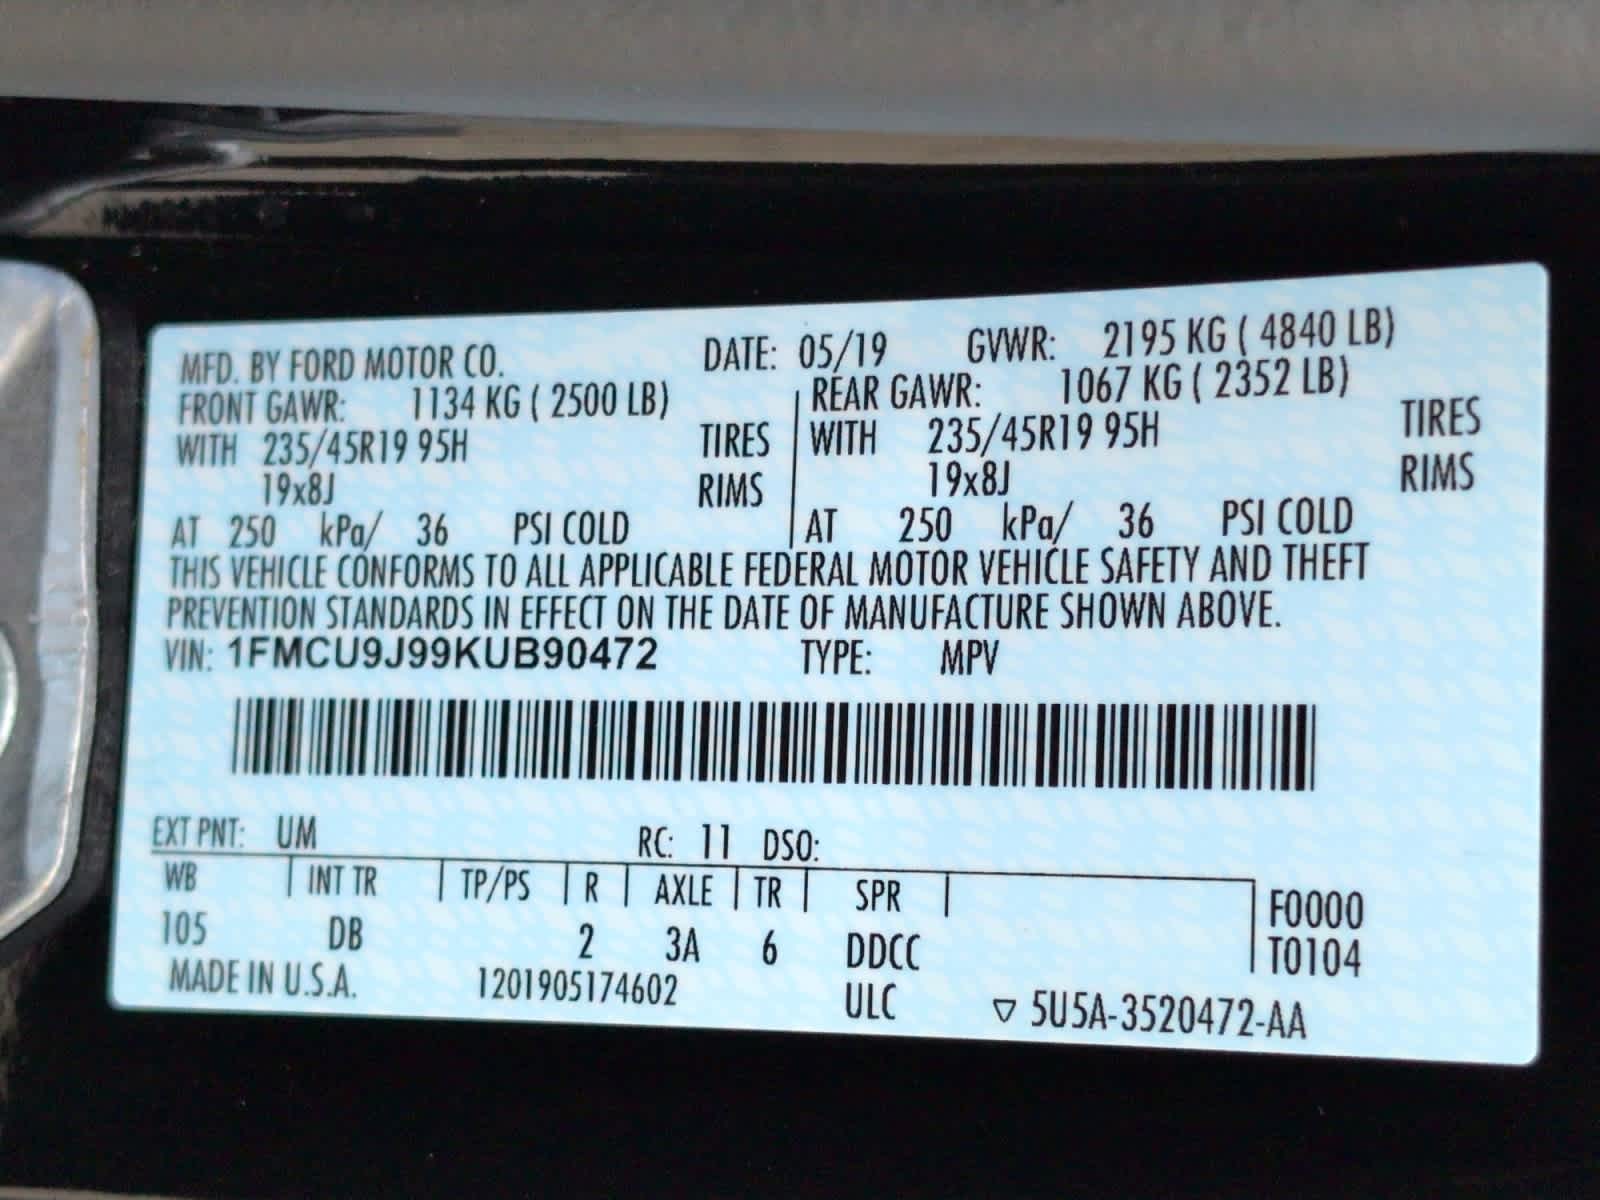 MFD. BY FORD MOTOR CO. DATE: 05/19 GVWR: 2195 KG ( 4840 LB)
FRONT GAWR: 1134 KG ( 2500 LB) REAR GAWR: 1067 KG ( 2352 LB)
WITH 235/45R19 95H TIRES WITH 235/45R19 95H TIRES
19x8J RIMS 19x8J RIMS
AT 250 kPa/ 36 PSI COLD AT 250 kPa/ 36 PSI COLD
THIS VEHICLE CONFORMS TO ALL APPLICABLE FEDERAL MOTOR VEHICLE SAFETY AND THEFT
PREVENTION STANDARDS IN EFFECT ON THE DATE OF MANUFACTURE SHOWN ABOVE.
VIN: 1FMCU9J99KUB90472 TYPE: MPV
EXT PNT: UM RC: 11 DSO:
WB INT TR TP/PS R AXLE TR SPR F0000
105 DB 2 3A 6 DDCC T0104
MADE IN U.S.A. 1201905174602 ULC ▽ 5U5A-3520472-AA